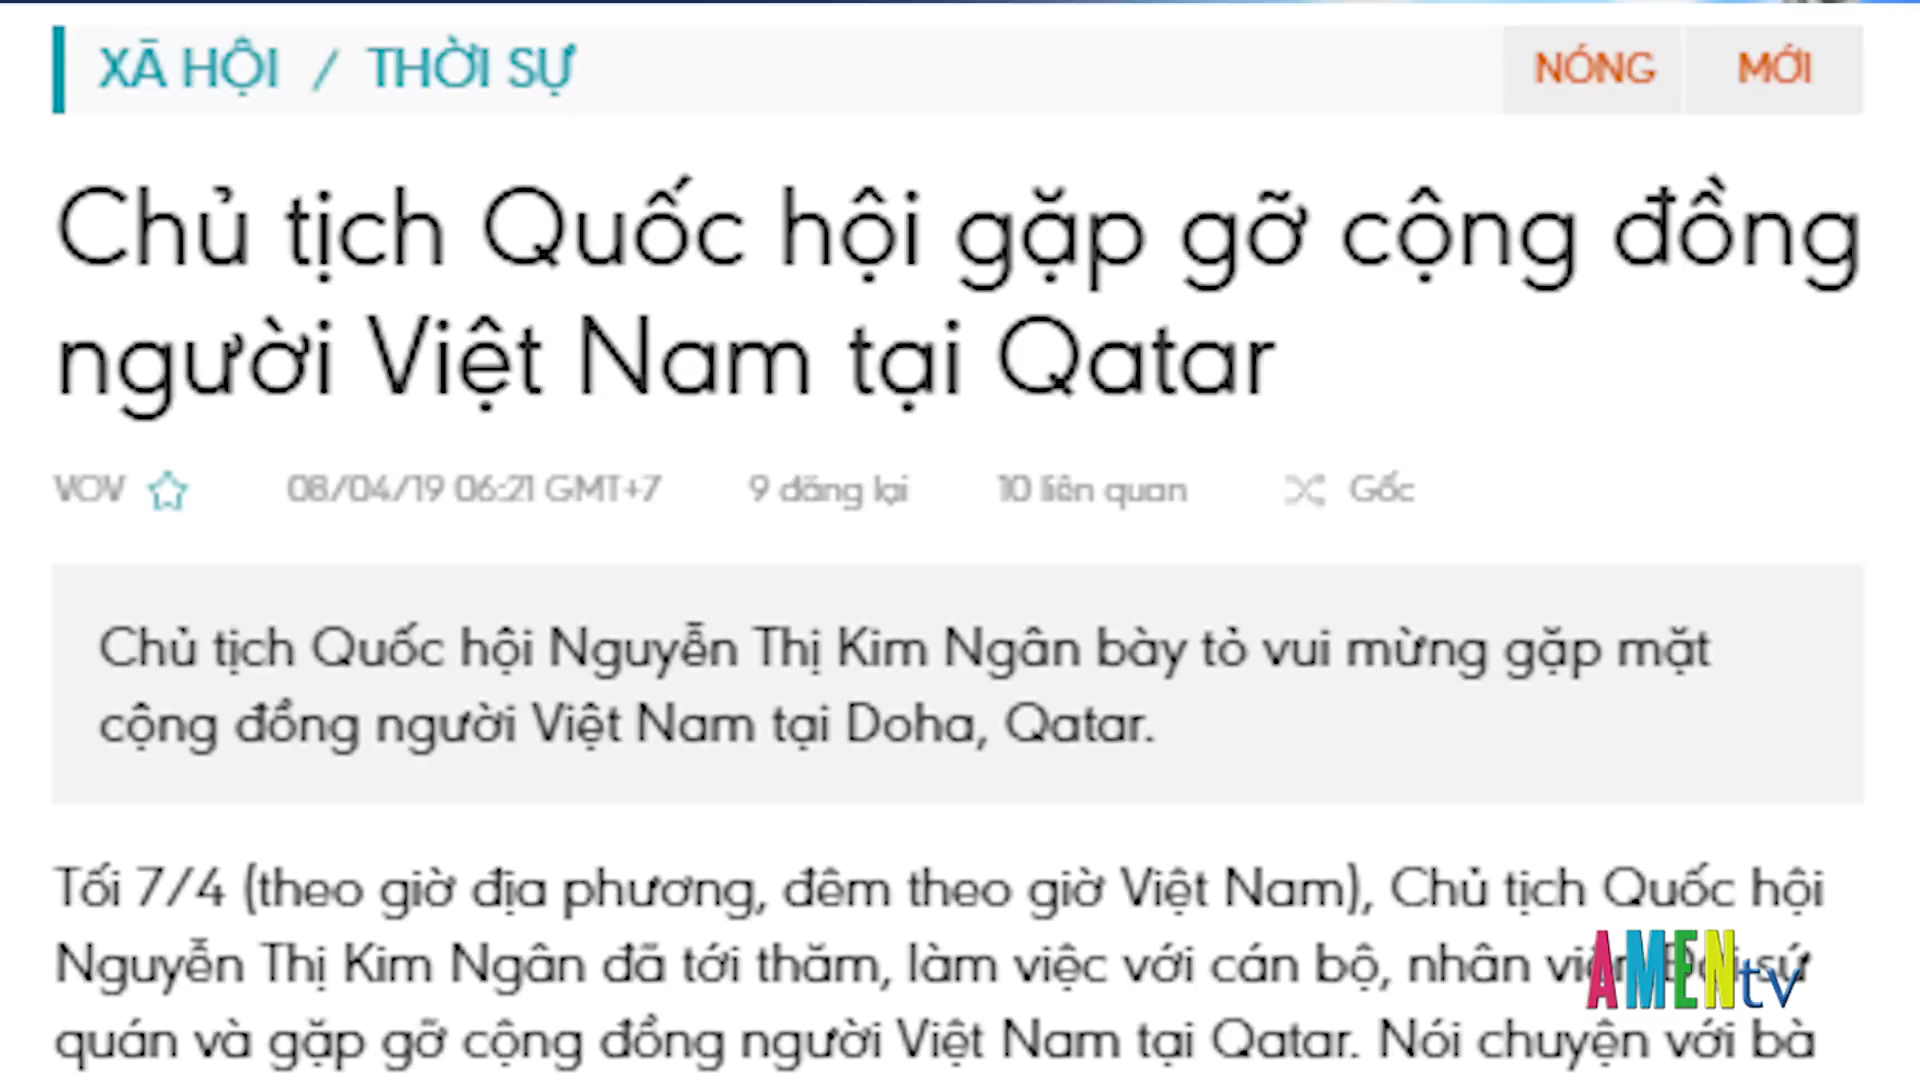 XÃ HỘI / THỜI SỰ NÓNG MỚI
Chủ tịch Quốc hội gặp gỡ cộng đồng
người Việt Nam tại Qatar
VOV 08/04/19 06:21 GMT+7 9 đăng lại 10 liên quan Gốc
Chủ tịch Quốc hội Nguyễn Thị Kim Ngân bày tỏ vui mừng gặp mặt
cộng đồng người Việt Nam tại Doha, Qatar.
Tối 7/4 (theo giờ địa phương, đêm theo giờ Việt Nam), Chủ tịch Quốc hội
Nguyễn Thị Kim Ngân đã tới thăm, làm việc với cán bộ, nhân sứ
AMENtv
quán và gặp gỡ cộng đồng người Việt Nam tại Qatar. Nói chuyện với bà